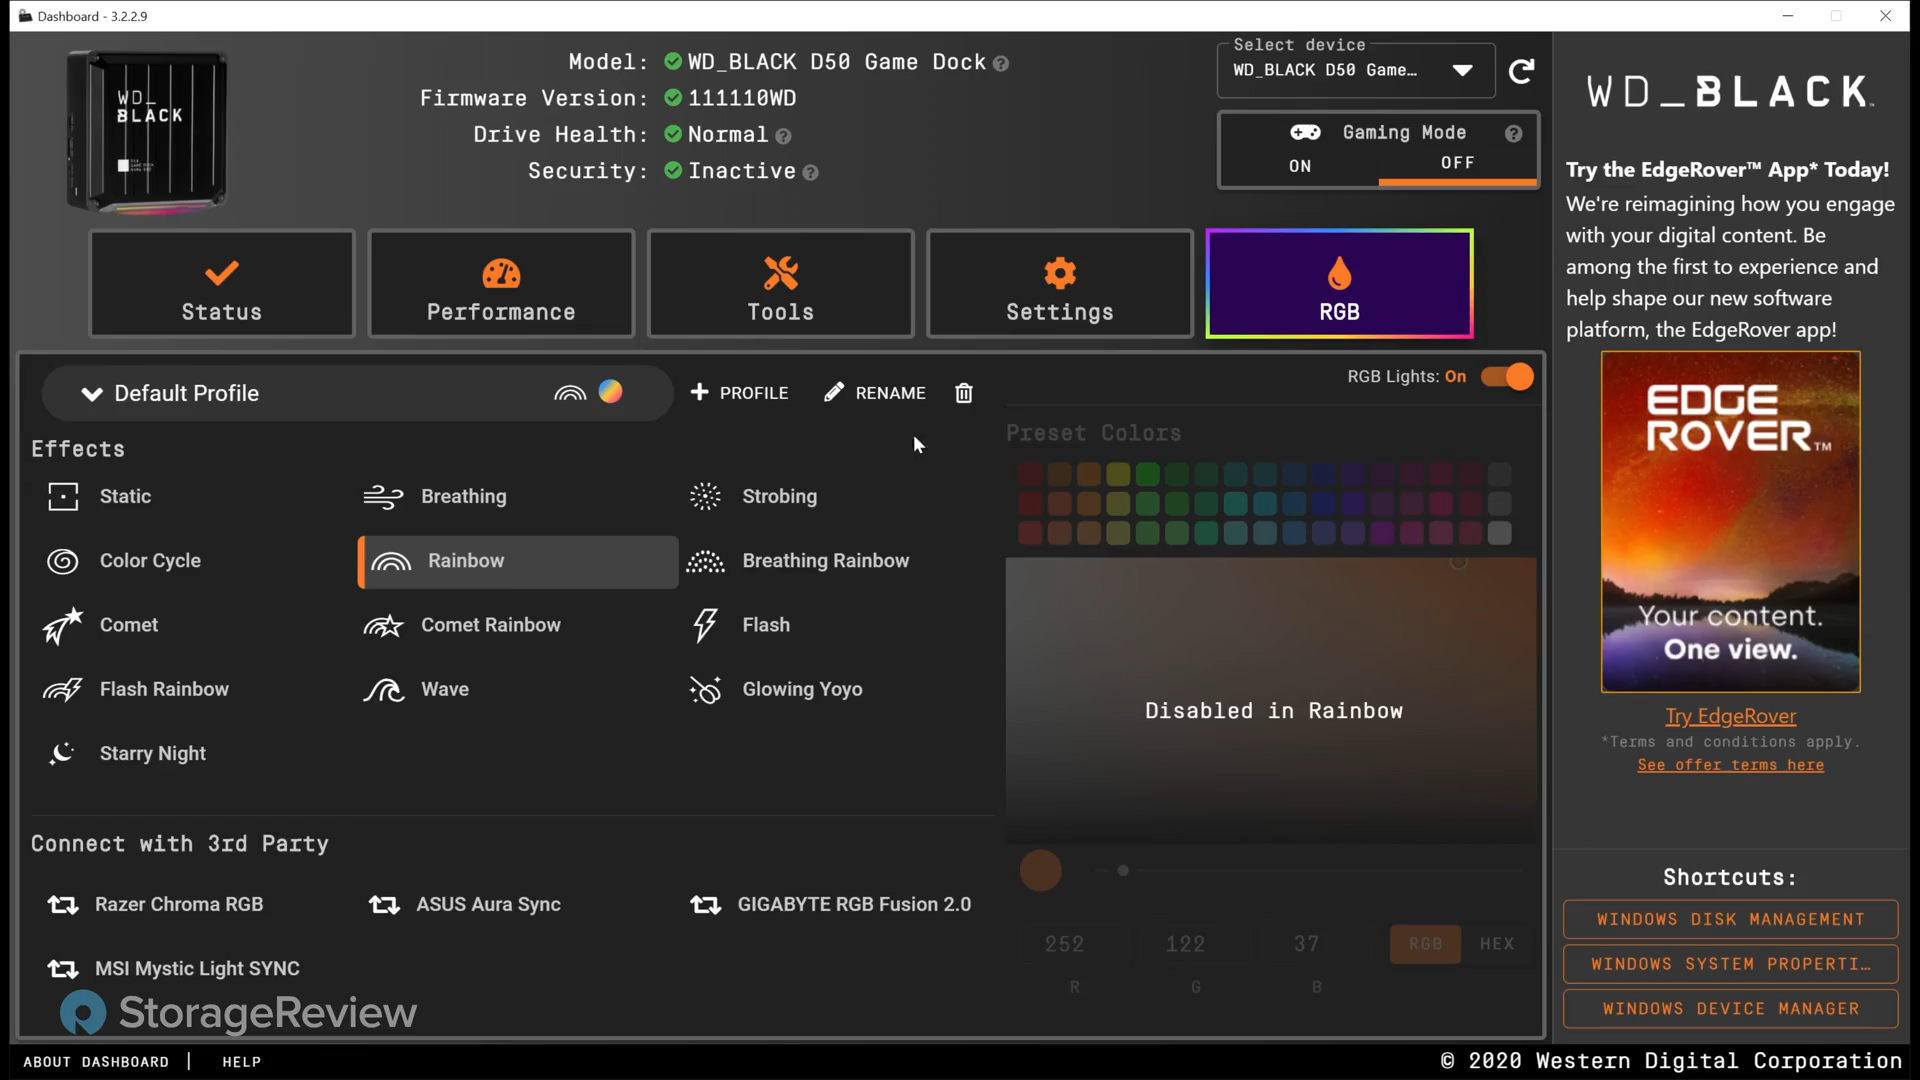 Dashboard - 3.2.2.9
WD_
BLACK
Model: WD_BLACK D50 Game Dock
Firmware Version: 111110WD
Drive Health: Normal
Security: Inactive
Select device
WD_BLACK D50 Game…
Gaming Mode
ON OFF
Status
Performance
Tools
Settings
RGB
Default Profile
PROFILE
RENAME
RGB Lights: On
Effects
Static
Breathing
Strobing
Color Cycle
Rainbow
Breathing Rainbow
Comet
Comet Rainbow
Flash
Flash Rainbow
Wave
Glowing Yoyo
Starry Night
Preset Colors
Disabled in Rainbow
252 122 37
RGB HEX
R G B
Connect with 3rd Party
Razer Chroma RGB
ASUS Aura Sync
GIGABYTE RGB Fusion 2.0
MSI Mystic Light SYNC
StorageReview
WD_BLACK™
Try the EdgeRover™ App* Today!
We're reimagining how you engage
with your digital content. Be
among the first to experience and
help shape our new software
platform, the EdgeRover app!
EDGE
ROVER™
Your content.
One view.
Try EdgeRover
*Terms and conditions apply.
See offer terms here
Shortcuts:
WINDOWS DISK MANAGEMENT
WINDOWS SYSTEM PROPERTI…
WINDOWS DEVICE MANAGER
ABOUT DASHBOARD | HELP
© 2020 Western Digital Corporation